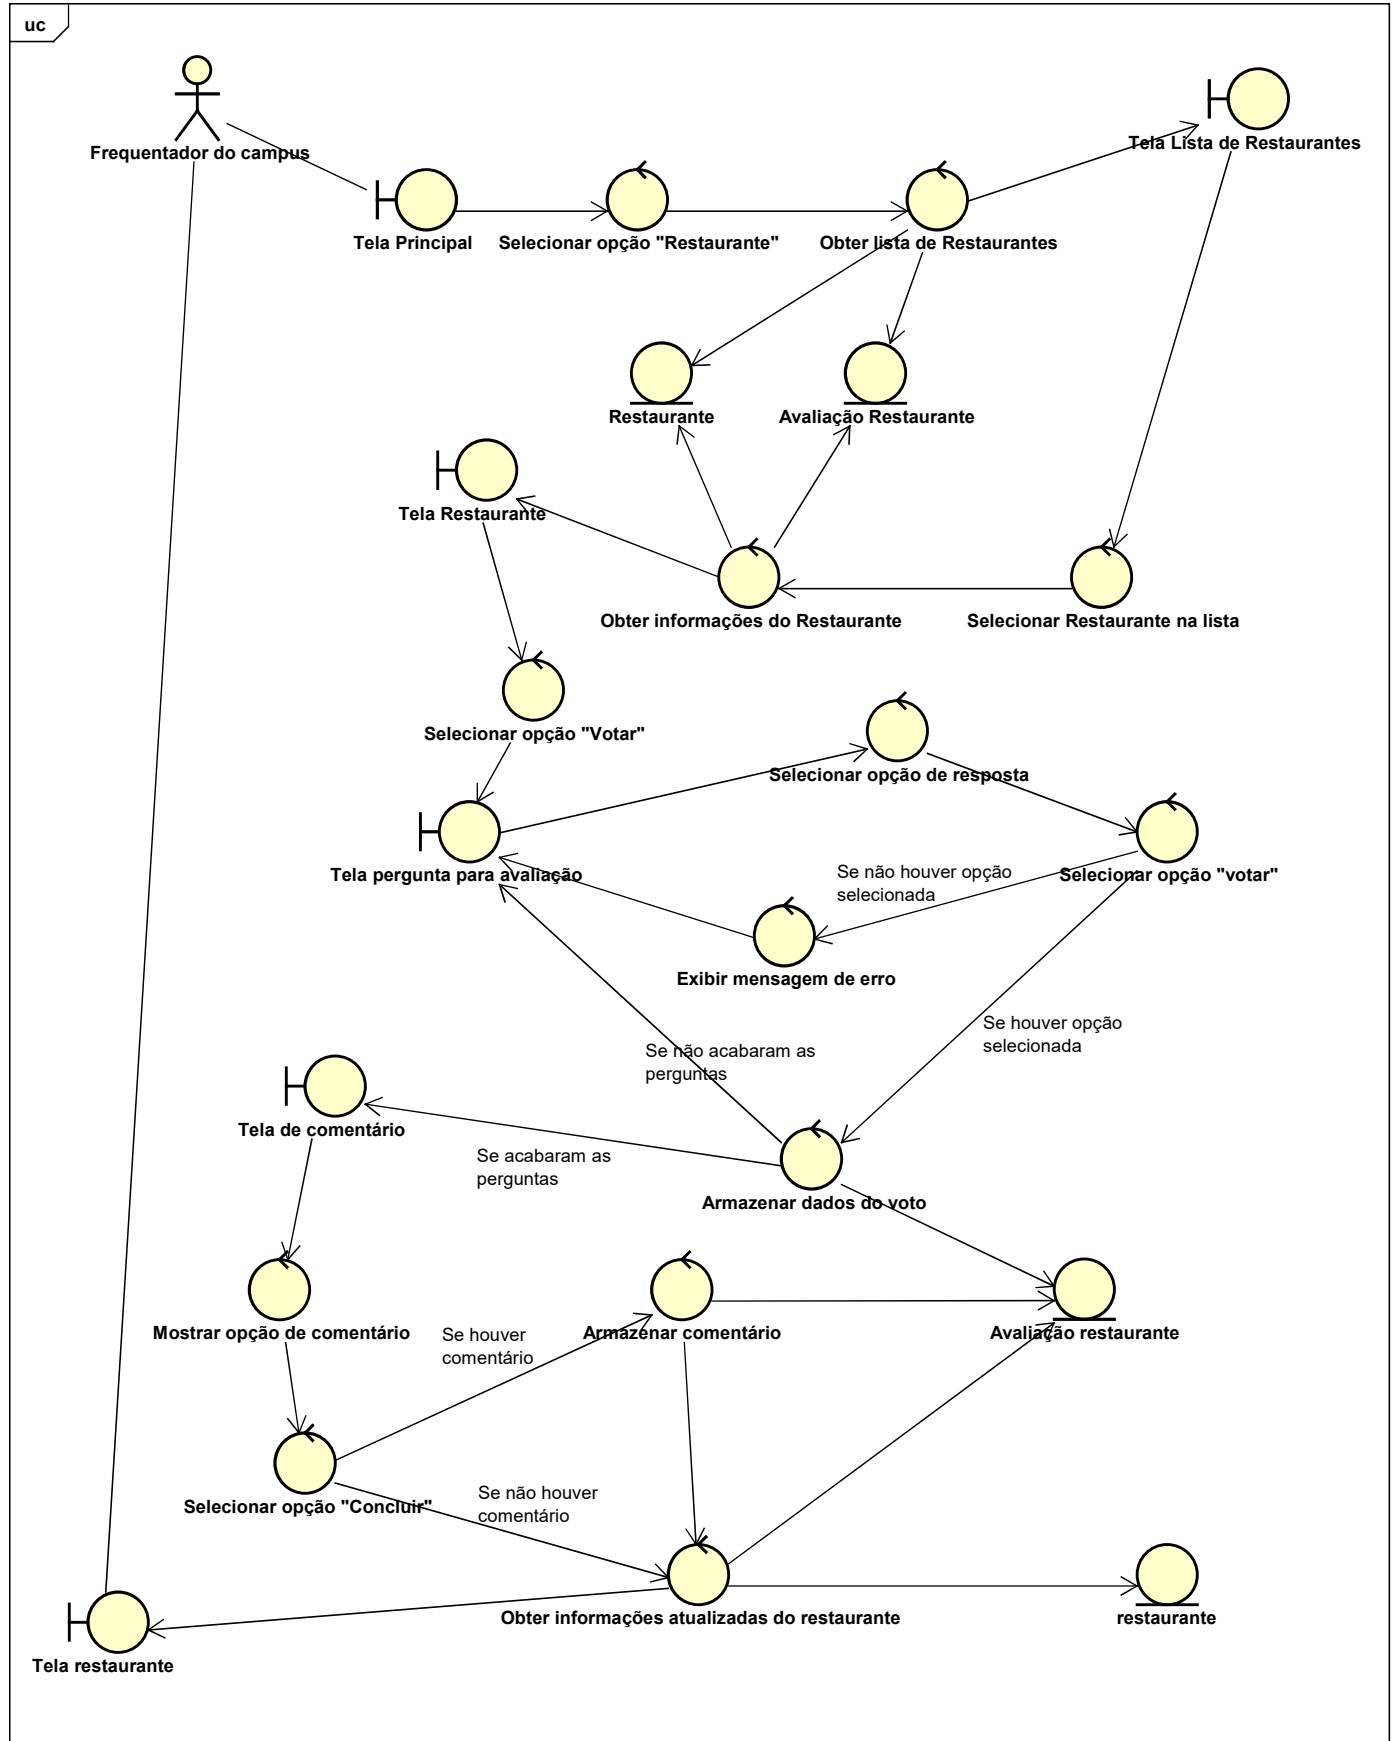 uc
Frequentador do campus
Tela Lista de Restaurantes
Tela Principal
Selecionar opção "Restaurante"
Obter lista de Restaurantes
Restaurante
Avaliação Restaurante
Tela Restaurante
Obter informações do Restaurante
Selecionar Restaurante na lista
Selecionar opção "Votar"
Selecionar opção de resposta
Tela pergunta para avaliação
Se não houver opção
selecionada
Selecionar opção "votar"
Exibir mensagem de erro
Se houver opção
selecionada
Se não acabaram as
perguntas
Tela de comentário
Se acabaram as
perguntas
Armazenar dados do voto
Mostrar opção de comentário
Se houver
comentário
Armazenar comentário
Avaliação restaurante
Selecionar opção "Concluir"
Se não houver
comentário
Obter informações atualizadas do restaurante
restaurante
Tela restaurante